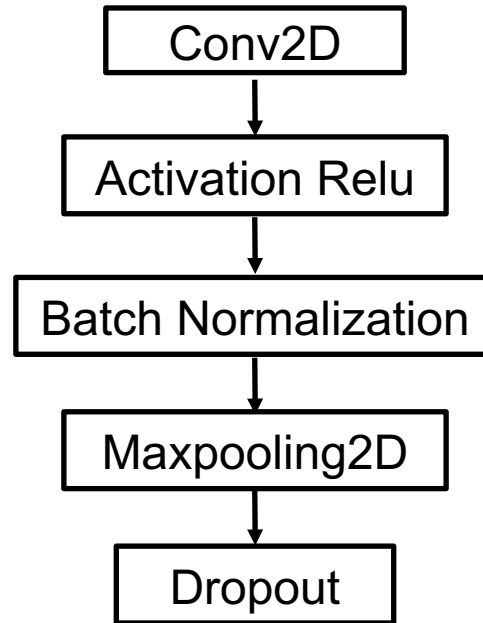 Conv2D
Activation Relu
Batch Normalization
Maxpooling2D
Dropout